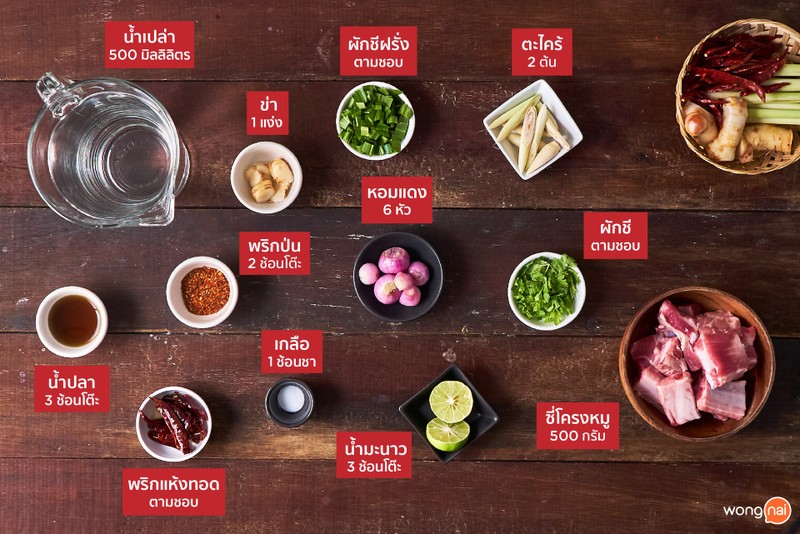 น้ำเปล่า
500 มิลลิลิตร
ผักชีฝรั่ง
ตามชอบ
ตะไคร้
2 ต้น
ข่า
1 แง่ง
หอมแดง
6 หัว
ผักชี
ตามชอบ
พริกป่น
2 ช้อนโต๊ะ
เกลือ
1 ช้อนชา
น้ำปลา
3 ช้อนโต๊ะ
ซี่โครงหมู
500 กรัม
น้ำมะนาว
3 ช้อนโต๊ะ
พริกแห้งทอด
ตามชอบ
wongnai